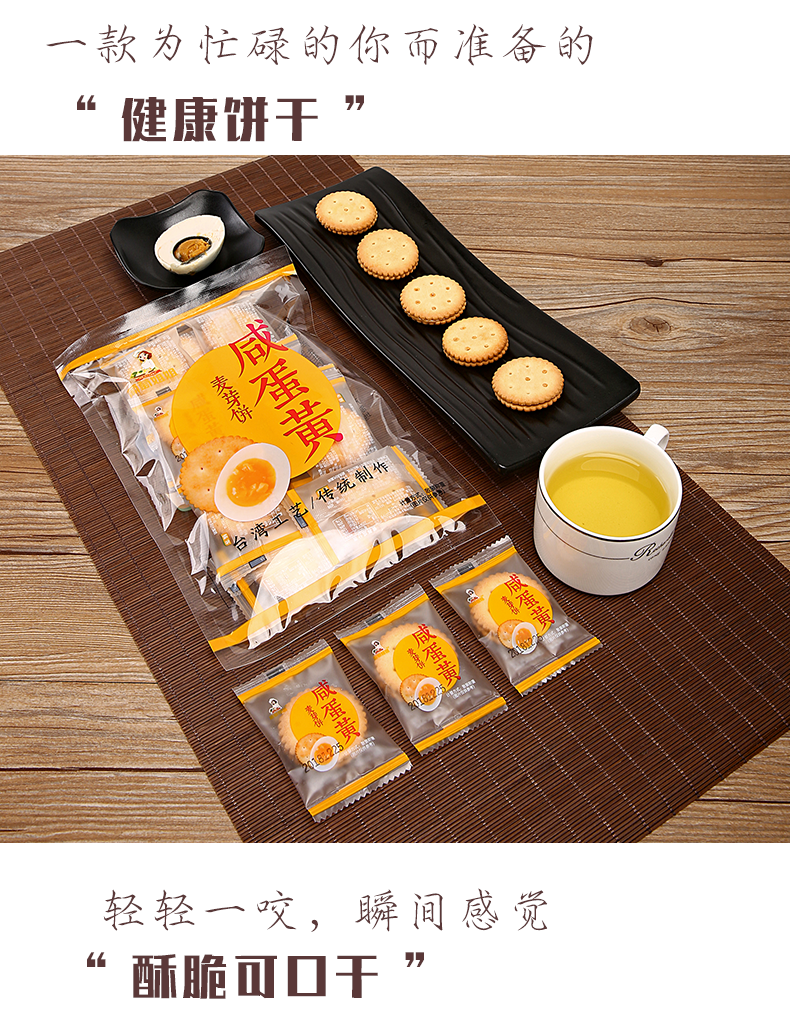 一款为忙碌的你而准备的
“ 健康饼干 ”
咸蛋黄
麦芽饼
台湾工艺/传统制作
咸蛋黄
麦芽饼
咸蛋黄
麦芽饼
咸蛋黄
麦芽饼
轻轻一咬，瞬间感觉
“ 酥脆可口干 ”